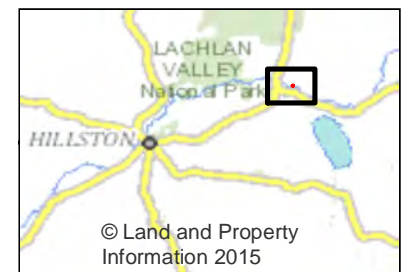 LACHLAN
VALLEY
National Park
HILLSTON
© Land and Property
Information 2015